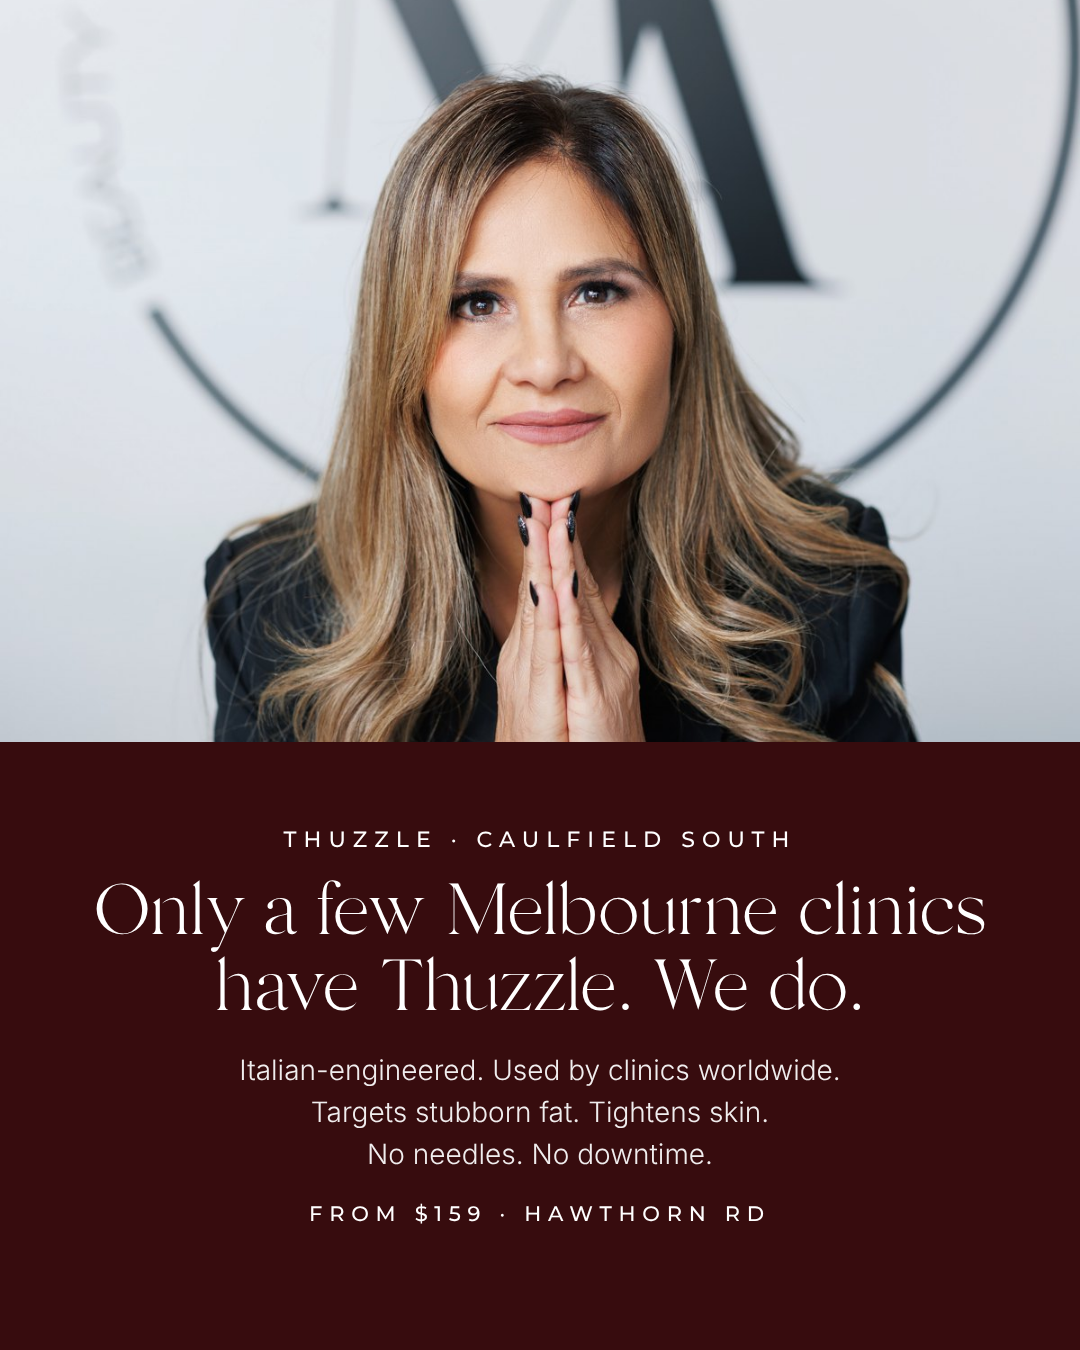 THUZZLE · CAULFIELD SOUTH
Only a few Melbourne clinics
have Thuzzle. We do.
Italian-engineered. Used by clinics worldwide.
Targets stubborn fat. Tightens skin.
No needles. No downtime.
FROM $159 · HAWTHORN RD